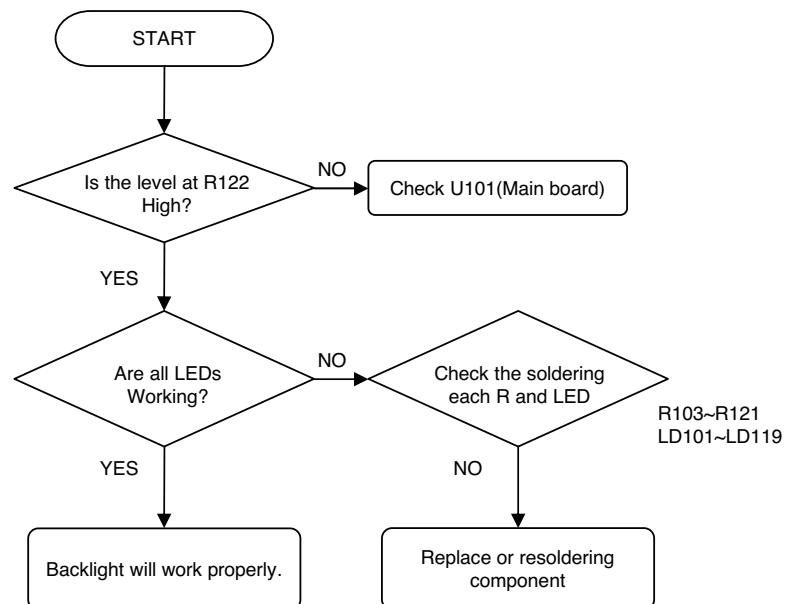 START
Is the level at R122
High?
NO
Check U101(Main board)
YES
Are all LEDs
Working?
NO
Check the soldering
each R and LED
R103~R121
LD101~LD119
YES
NO
Backlight will work properly.
Replace or resoldering
component